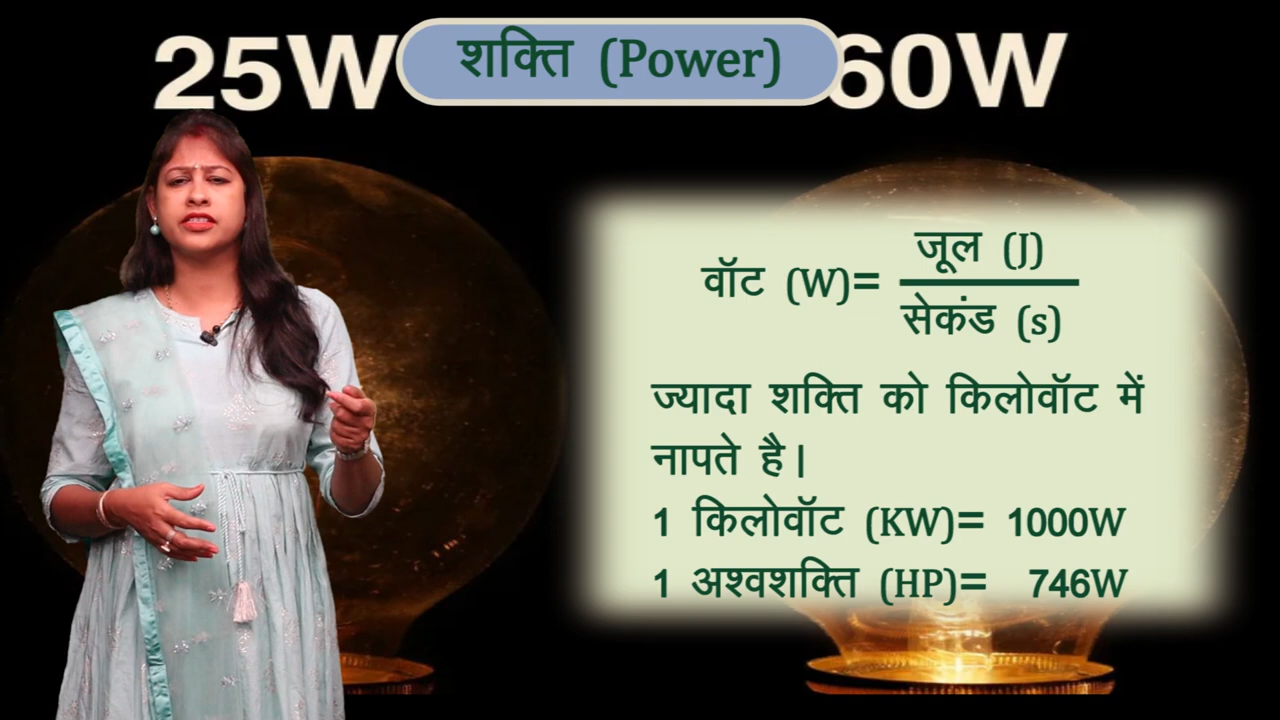 25W
शक्ति (Power)
60W
वॉट (W)= जूल (J)
सेकंड (s)
ज्यादा शक्ति को किलोवॉट में
नापते है।
1 किलोवॉट (KW)= 1000W
1 अश्वशक्ति (HP)= 746W